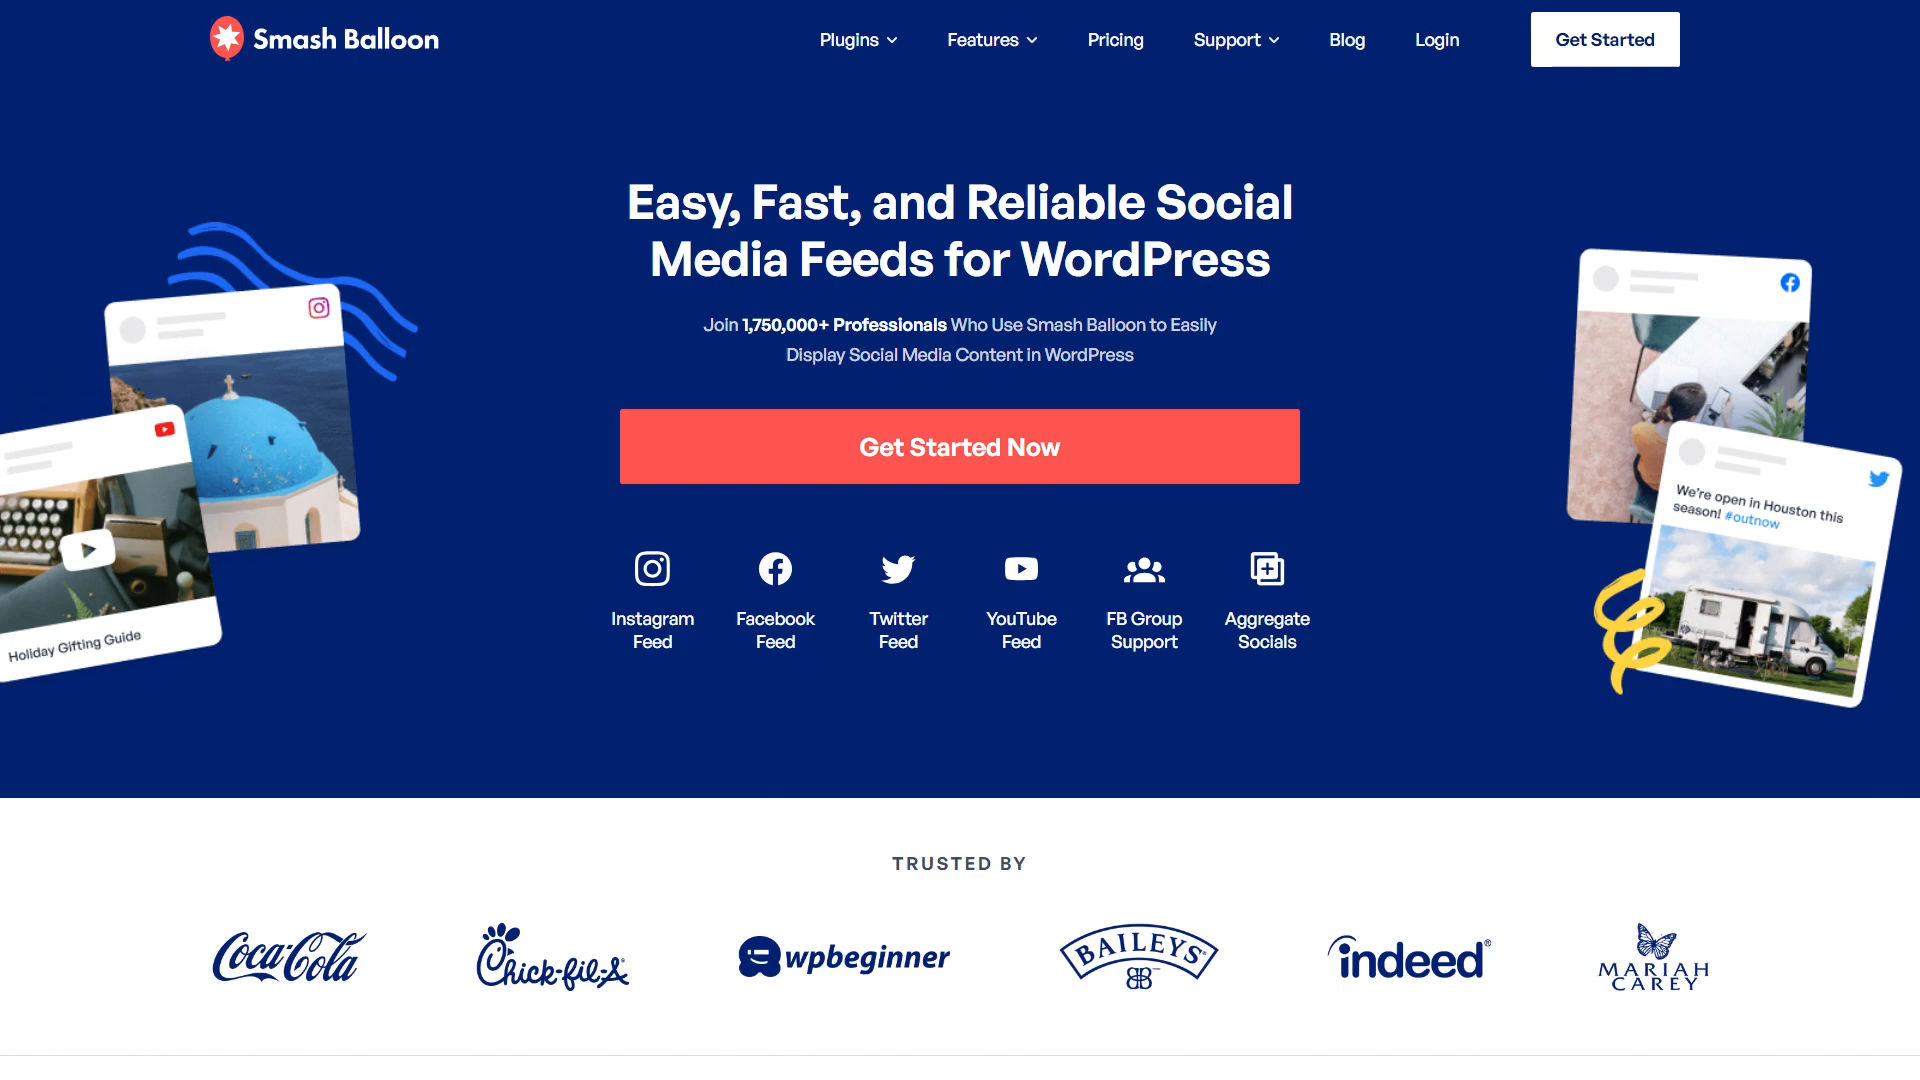 Smash Balloon
Plugins
Features
Pricing
Support
Blog
Login
Get Started
Easy, Fast, and Reliable Social
Media Feeds for WordPress
Join 1,750,000+ Professionals Who Use Smash Balloon to Easily
Display Social Media Content in WordPress
Get Started Now
Instagram
Feed
Facebook
Feed
Twitter
Feed
YouTube
Feed
FB Group
Support
Aggregate
Socials
Holiday Gifting Guide
We're open in Houston this
season! #outnow
TRUSTED BY
Coca-Cola
Chick-fil-A
wpbeginner
BAILEYS
indeed®
MARIAH
CAREY